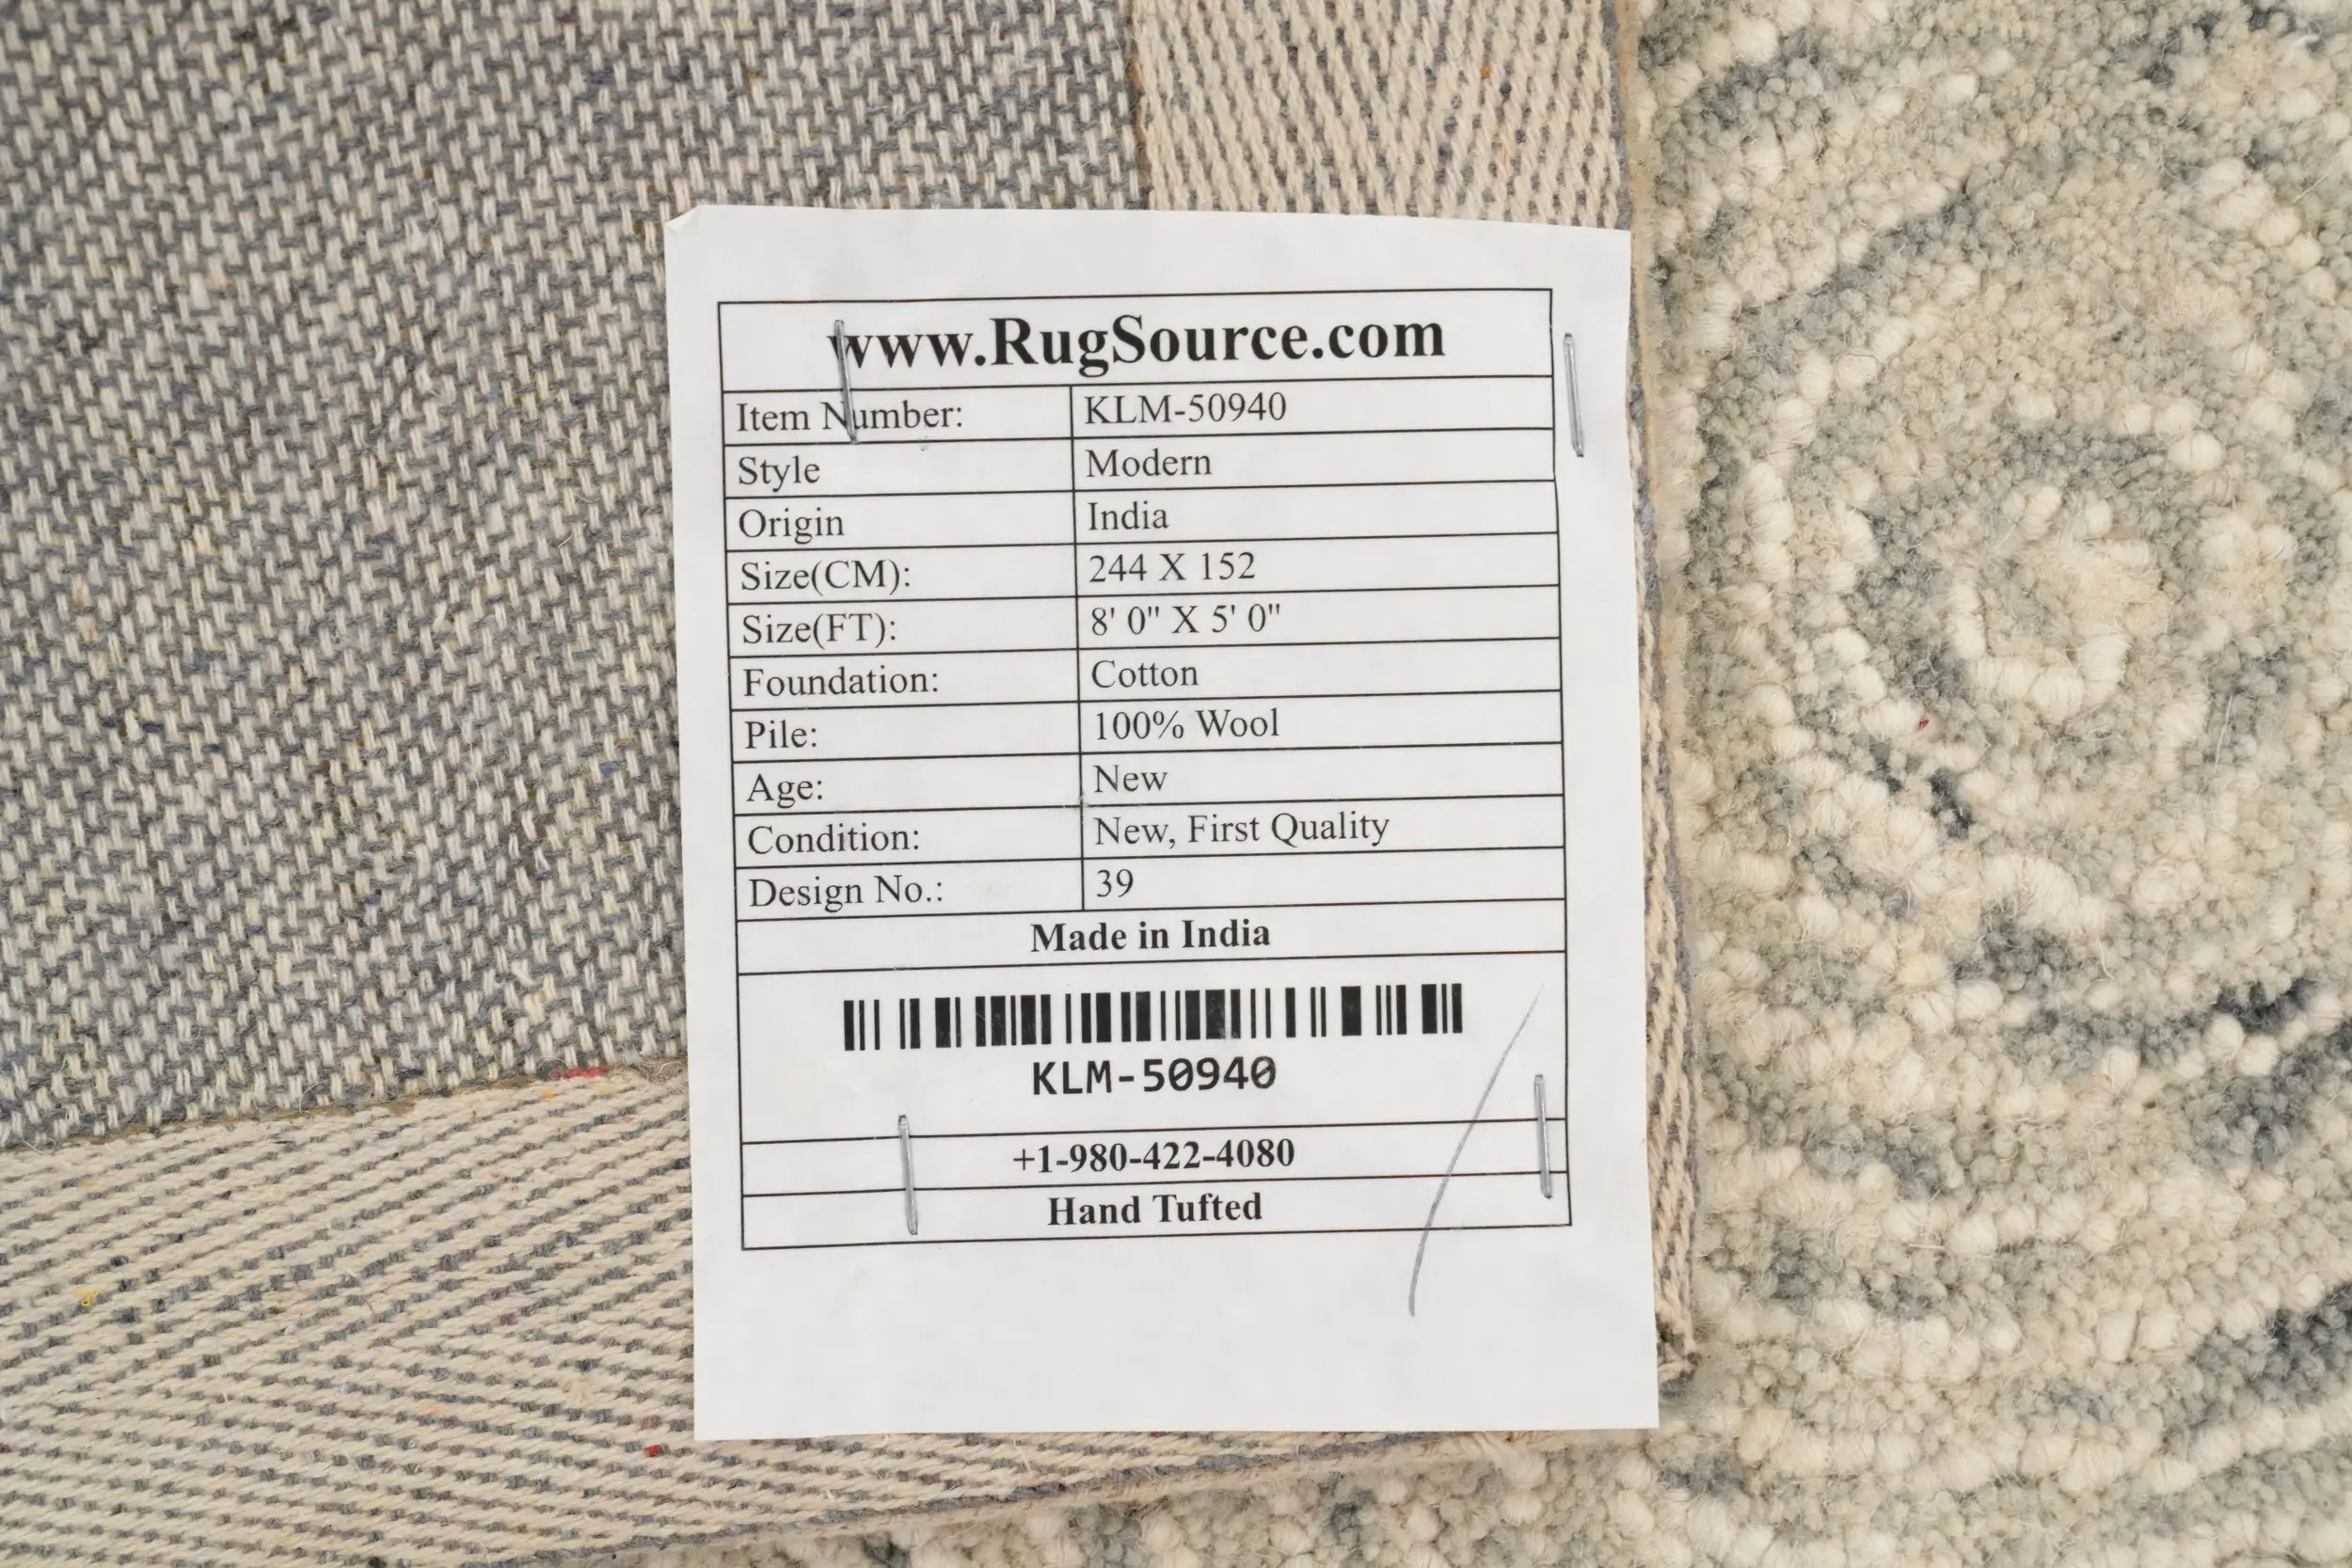 www.RugSource.com
Item Number: KLM-50940
Style Modern
Origin India
Size(CM): 244 X 152
Size(FT): 8' 0" X 5' 0"
Foundation: Cotton
Pile: 100% Wool
Age: New
Condition: New, First Quality
Design No.: 39
Made in India
KLM-50940
+1-980-422-4080
Hand Tufted